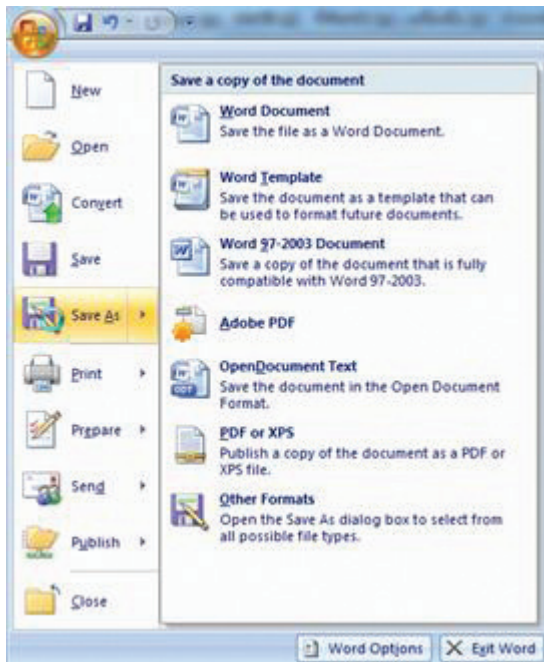 New
Open
Convert
Save
Save As
Print
Prepare
Send
Publish
Close
Save a copy of the document
Word Document
Save the file as a Word Document.
Word Template
Save the document as a template that can
be used to format future documents.
Word 97-2003 Document
Save a copy of the document that is fully
compatible with Word 97-2003.
Adobe PDF
OpenDocument Text
Save the document in the Open Document
Format.
PDF or XPS
Publish a copy of the document as a PDF or
XPS file.
Other Formats
Open the Save As dialog box to select from
all possible file types.
Word Options
Exit Word